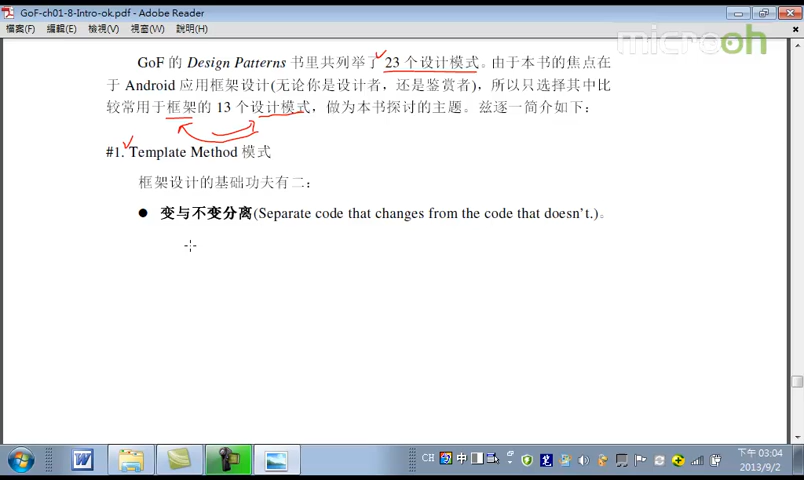 GoF-ch01-8-Intro-ok.pdf - Adobe Reader
檔案(F) 編輯(E) 檢視(V) 視窗(W) 說明(H)
microoh
GoF 的 Design Patterns 书里共列举了 23 个设计模式。由于本书的焦点在
于 Android 应用框架设计(无论你是设计者，还是鉴赏者)，所以只选择其中比
较常用于框架的 13 个设计模式，做为本书探讨的主题。兹逐一简介如下：
#1. Template Method 模式
框架设计的基础功夫有二：
● 变与不变分离(Separate code that changes from the code that doesn't.)。
CH 中
下午 03:04
2013/9/2